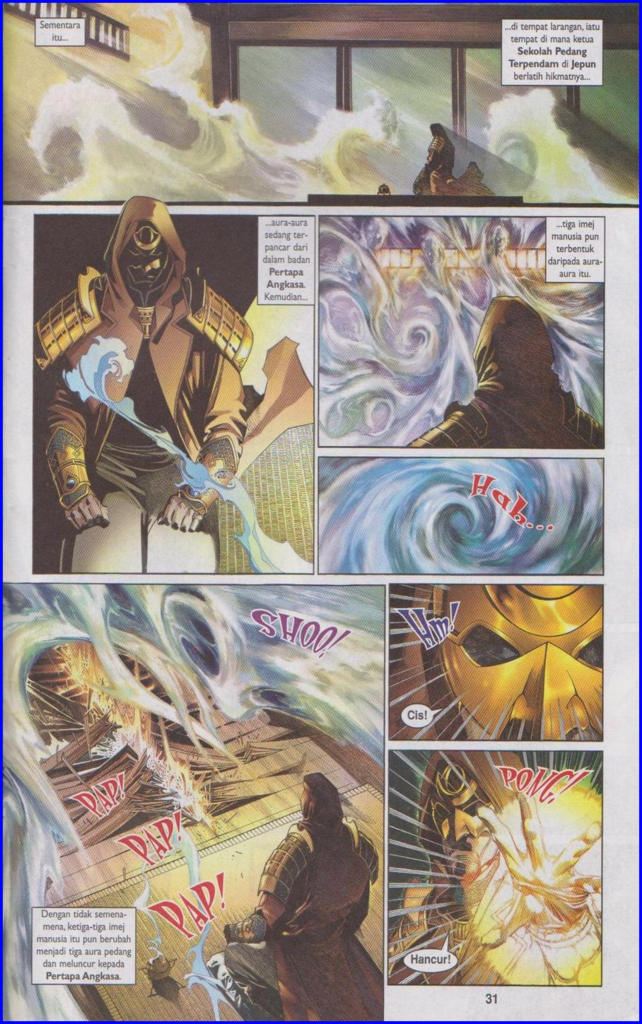 Sementara
itu...
...di tempat larangan, iatu
tempat di mana ketua
Sekolah Pedang
Terpendam di Jepun
berlatih hikmatnya...
...aura-aura
sedang ter-
pancar dari
dalam badan
Pertapa
Angkasa.
Kemudian...
...tiga imej
manusia pun
terbentuk
daripada aura-
aura itu.
Hah...
SHOO!
PAP!
PAP!
PAP!
Dengan tidak semena-
mena, ketiga-tiga imej
manusia itu pun berubah
menjadi tiga aura pedang
dan meluncur kepada
Pertapa Angkasa.
Hm!
Cis!
PONG!
Hancur!
31